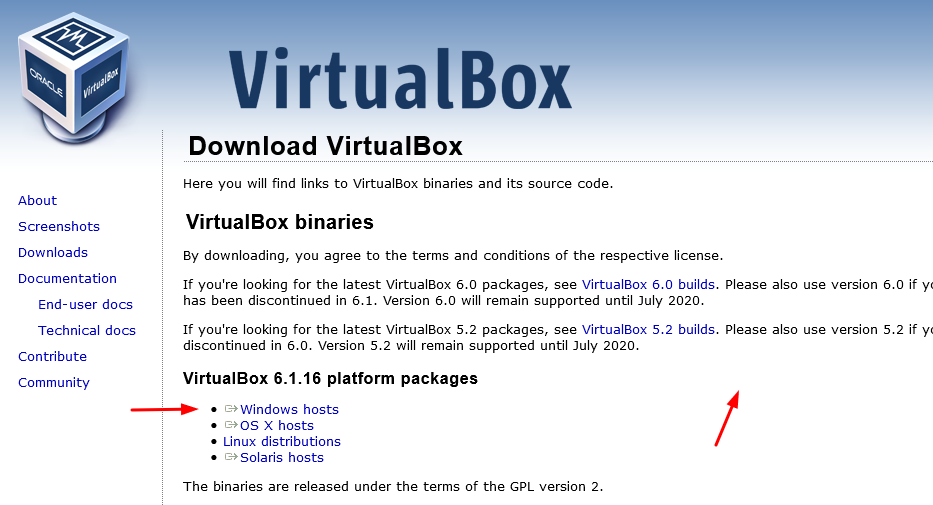 ORACLE
VirtualBox
VirtualBox
Download VirtualBox
Here you will find links to VirtualBox binaries and its source code.
VirtualBox binaries
By downloading, you agree to the terms and conditions of the respective license.
If you're looking for the latest VirtualBox 6.0 packages, see VirtualBox 6.0 builds. Please also use version 6.0 if
has been discontinued in 6.1. Version 6.0 will remain supported until July 2020.
If you're looking for the latest VirtualBox 5.2 packages, see VirtualBox 5.2 builds. Please also use version 5.2 if
discontinued in 6.0. Version 5.2 will remain supported until July 2020.
VirtualBox 6.1.16 platform packages
Windows hosts
OS X hosts
Linux distributions
Solaris hosts
The binaries are released under the terms of the GPL version 2.
About
Screenshots
Downloads
Documentation
End-user docs
Technical docs
Contribute
Community